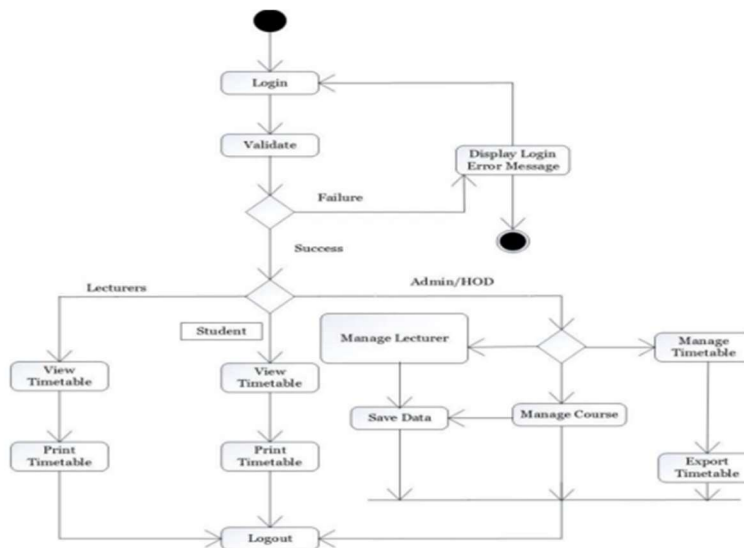 Login
Validate
Display Login
Error Message
Failure
Success
Lecturers
Admin/HOD
Student
Manage Lecturer
Manage
Timetable
View
Timetable
View
Timetable
Save Data
Manage Course
Print
Timetable
Print
Timetable
Export
Timetable
Logout